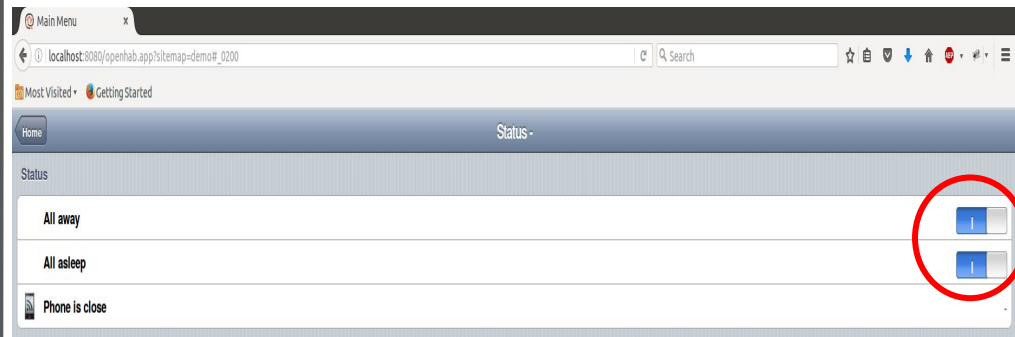 Main Menu x
localhost:8080/openhab.app?sitemap=demo#_0200 Search ABP
Most Visited Getting Started
Home Status -
Status
All away I
All asleep I
Phone is close -